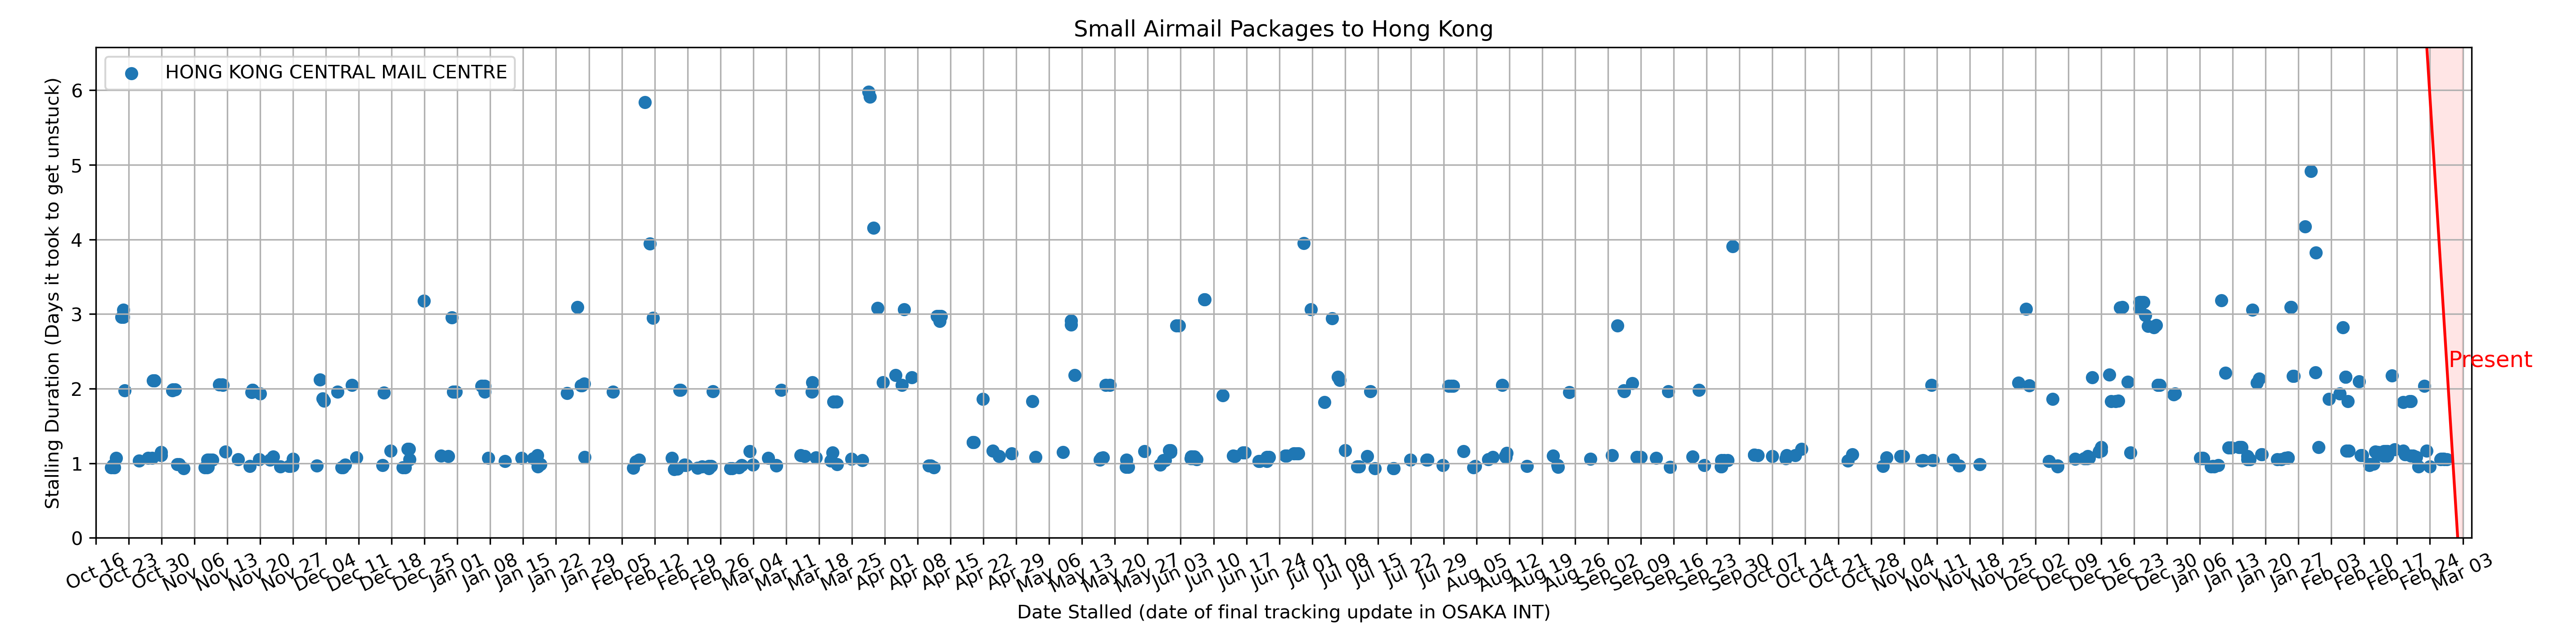 Small Airmail Packages to Hong Kong
HONG KONG CENTRAL MAIL CENTRE
Stalling Duration (Days it took to get unstuck)
6
5
4
3
2
1
0
Present
Oct 16 Oct 23 Oct 30 Nov 06 Nov 13 Nov 20 Nov 27 Dec 04 Dec 11 Dec 18 Dec 25 Jan 01 Jan 08 Jan 15 Jan 22 Jan 29 Feb 05 Feb 12 Feb 19 Feb 26 Mar 04 Mar 11 Mar 18 Mar 25 Apr 01 Apr 08 Apr 15 Apr 22 Apr 29 May 06 May 13 May 20 May 27 Jun 03 Jun 10 Jun 17 Jun 24 Jul 01 Jul 08 Jul 15 Jul 22 Jul 29 Aug 05 Aug 12 Aug 19 Aug 26 Sep 02 Sep 09 Sep 16 Sep 23 Sep 30 Oct 07 Oct 14 Oct 21 Oct 28 Nov 04 Nov 11 Nov 18 Nov 25 Dec 02 Dec 09 Dec 16 Dec 23 Dec 30 Jan 06 Jan 13 Jan 20 Jan 27 Feb 03 Feb 10 Feb 17 Feb 24 Mar 03
Date Stalled (date of final tracking update in OSAKA INT)